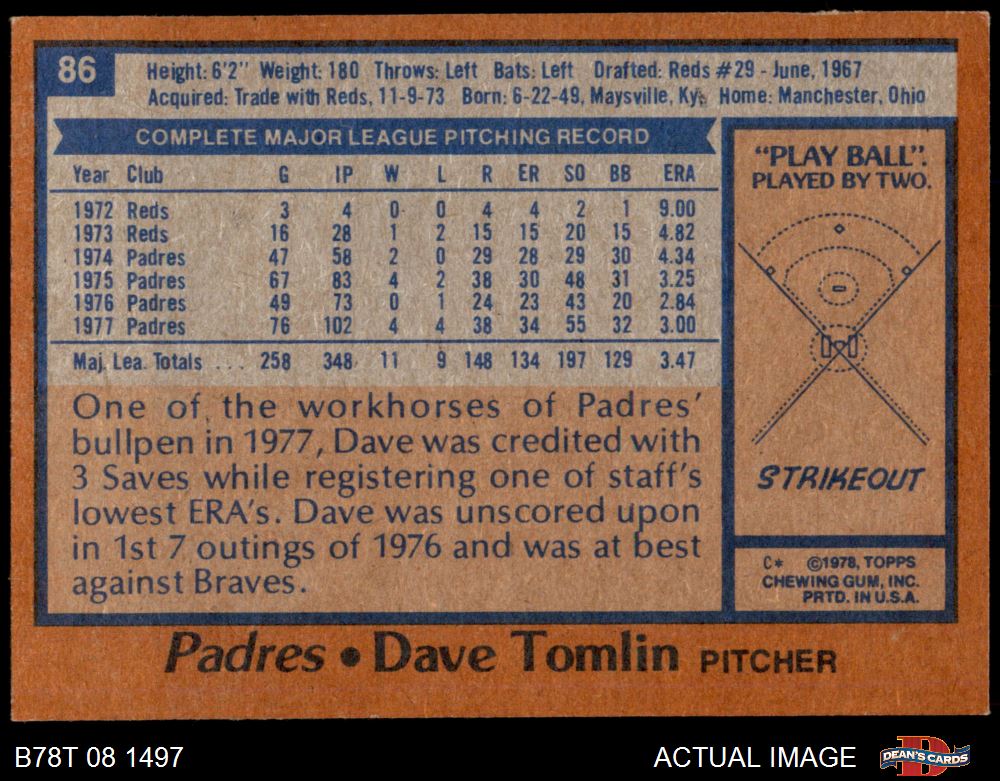 86
Height: 6'2" Weight: 180 Throws: Left Bats: Left Drafted: Reds #29 - June, 1967
Acquired: Trade with Reds, 11-9-73 Born: 6-22-49, Maysville, Ky. Home: Manchester, Ohio
COMPLETE MAJOR LEAGUE PITCHING RECORD
Year Club G IP W L R ER SO BB ERA
1972 Reds 3 4 0 0 4 4 2 1 9.00
1973 Reds 16 28 1 2 15 15 20 15 4.82
1974 Padres 47 58 2 0 29 28 29 30 4.34
1975 Padres 67 83 4 2 38 30 48 31 3.25
1976 Padres 49 73 0 1 24 23 43 20 2.84
1977 Padres 76 102 4 4 38 34 55 32 3.00
Maj. Lea. Totals ... 258 348 11 9 148 134 197 129 3.47
One of the workhorses of Padres'
bullpen in 1977, Dave was credited with
3 Saves while registering one of staff's
lowest ERA's. Dave was unscored upon
in 1st 7 outings of 1976 and was at best
against Braves.
"PLAY BALL".
PLAYED BY TWO.
STRIKEOUT
C* ©1978, TOPPS
CHEWING GUM, INC.
PRTD. IN U.S.A.
Padres • Dave Tomlin PITCHER
B78T 08 1497
ACTUAL IMAGE
DEAN'S CARDS